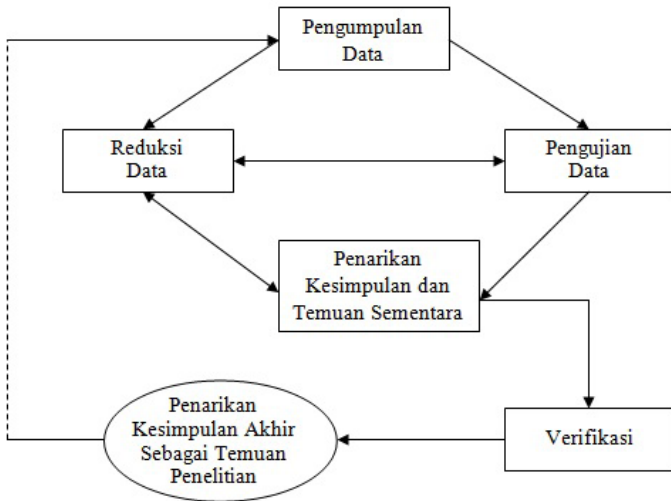 Pengumpulan
Data
Reduksi
Data
Pengujian
Data
Penarikan
Kesimpulan dan
Temuan Sementara
Penarikan
Kesimpulan Akhir
Sebagai Temuan
Penelitian
Verifikasi